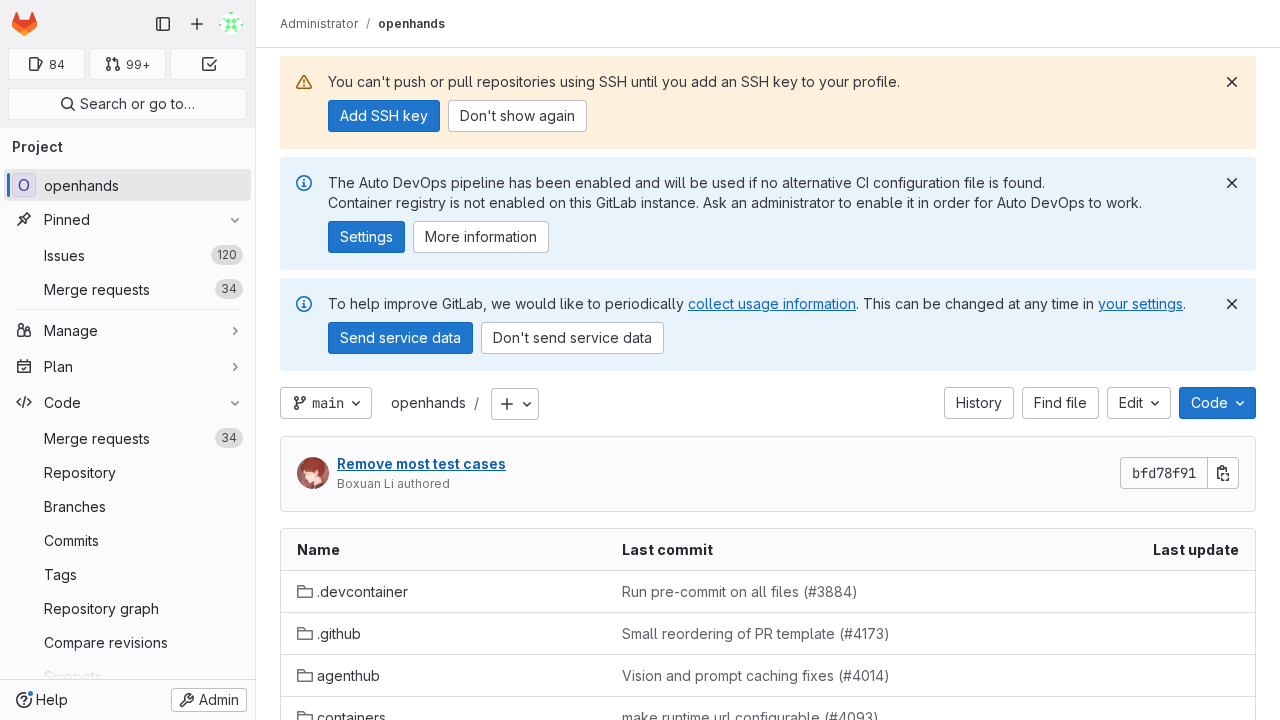 84
99+
Search or go to…
Project
O openhands
Pinned
Issues 120
Merge requests 34
Manage
Plan
Code
Merge requests 34
Repository
Branches
Commits
Tags
Repository graph
Compare revisions
Snippets
Help
Admin
Administrator / openhands
You can't push or pull repositories using SSH until you add an SSH key to your profile.
Add SSH key Don't show again
The Auto DevOps pipeline has been enabled and will be used if no alternative CI configuration file is found.
Container registry is not enabled on this GitLab instance. Ask an administrator to enable it in order for Auto DevOps to work.
Settings More information
To help improve GitLab, we would like to periodically collect usage information. This can be changed at any time in your settings.
Send service data Don't send service data
main openhands / History Find file Edit Code
Remove most test cases
Boxuan Li authored
bfd78f91
Name Last commit Last update
.devcontainer Run pre-commit on all files (#3884)
.github Small reordering of PR template (#4173)
agenthub Vision and prompt caching fixes (#4014)
containers make runtime url configurable (#4093)